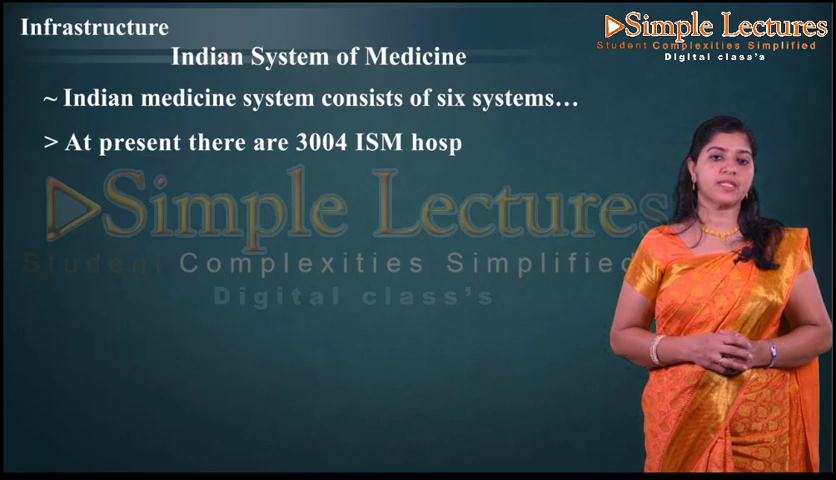 Infrastructure
Simple Lectures
Student Complexities Simplified
Digital class's
Indian System of Medicine
~ Indian medicine system consists of six systems…
> At present there are 3004 ISM hosp
Simple Lectures
Student Complexities Simplified
Digital class's